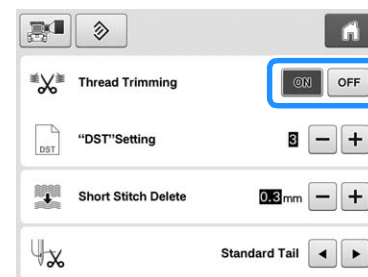 Thread Trimming ON OFF
DST "DST"Setting 3 − +
Short Stitch Delete 0.3mm − +
Standard Tail